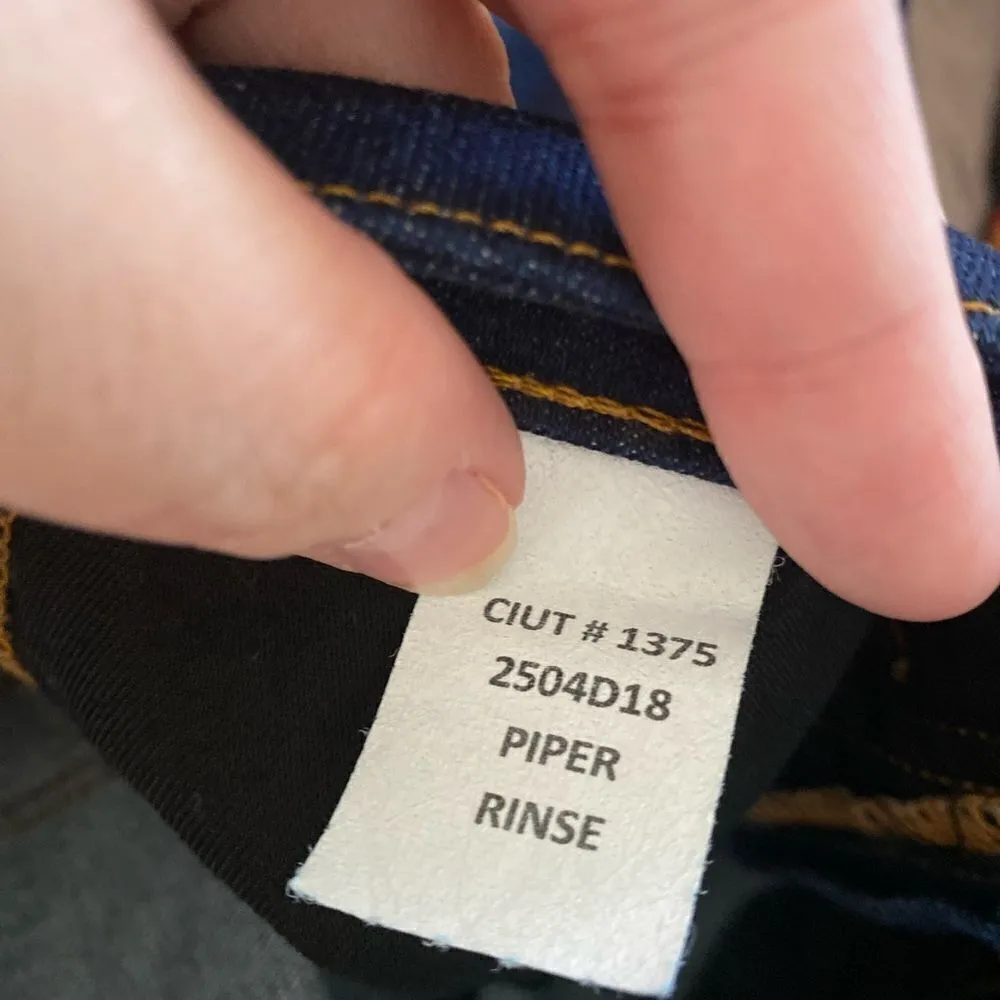 CIUT # 1375
2504D18
PIPER
RINSE